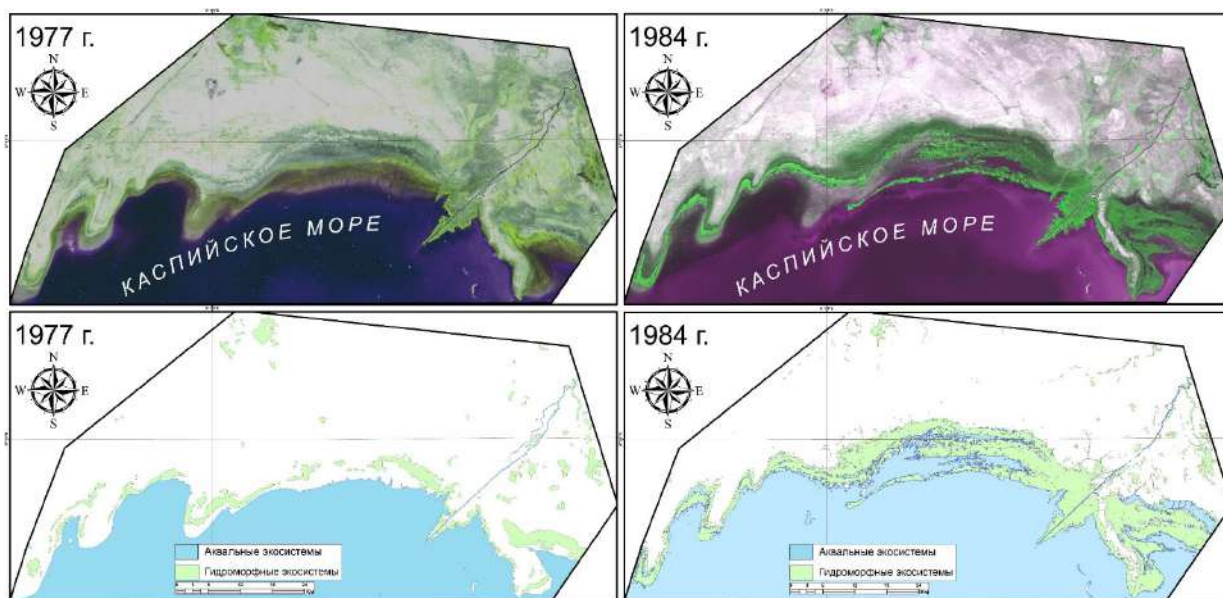 1977 г.
N
W
E
S
КАСПИЙСКОЕ МОРЕ
1984 г.
N
W
E
S
КАСПИЙСКОЕ МОРЕ
1977 г.
N
W
E
S
Аквальные экосистемы
Гидроморфные экосистемы
1984 г.
N
W
E
S
Аквальные экосистемы
Гидроморфные экосистемы